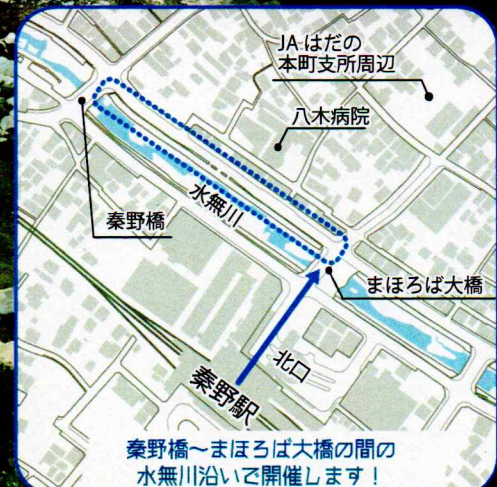 JAはだの
本町支所周辺
八木病院
秦野橋
水無川
まほろば大橋
北口
秦野駅
秦野橋〜まほろば大橋の間の
水無川沿いで開催します！